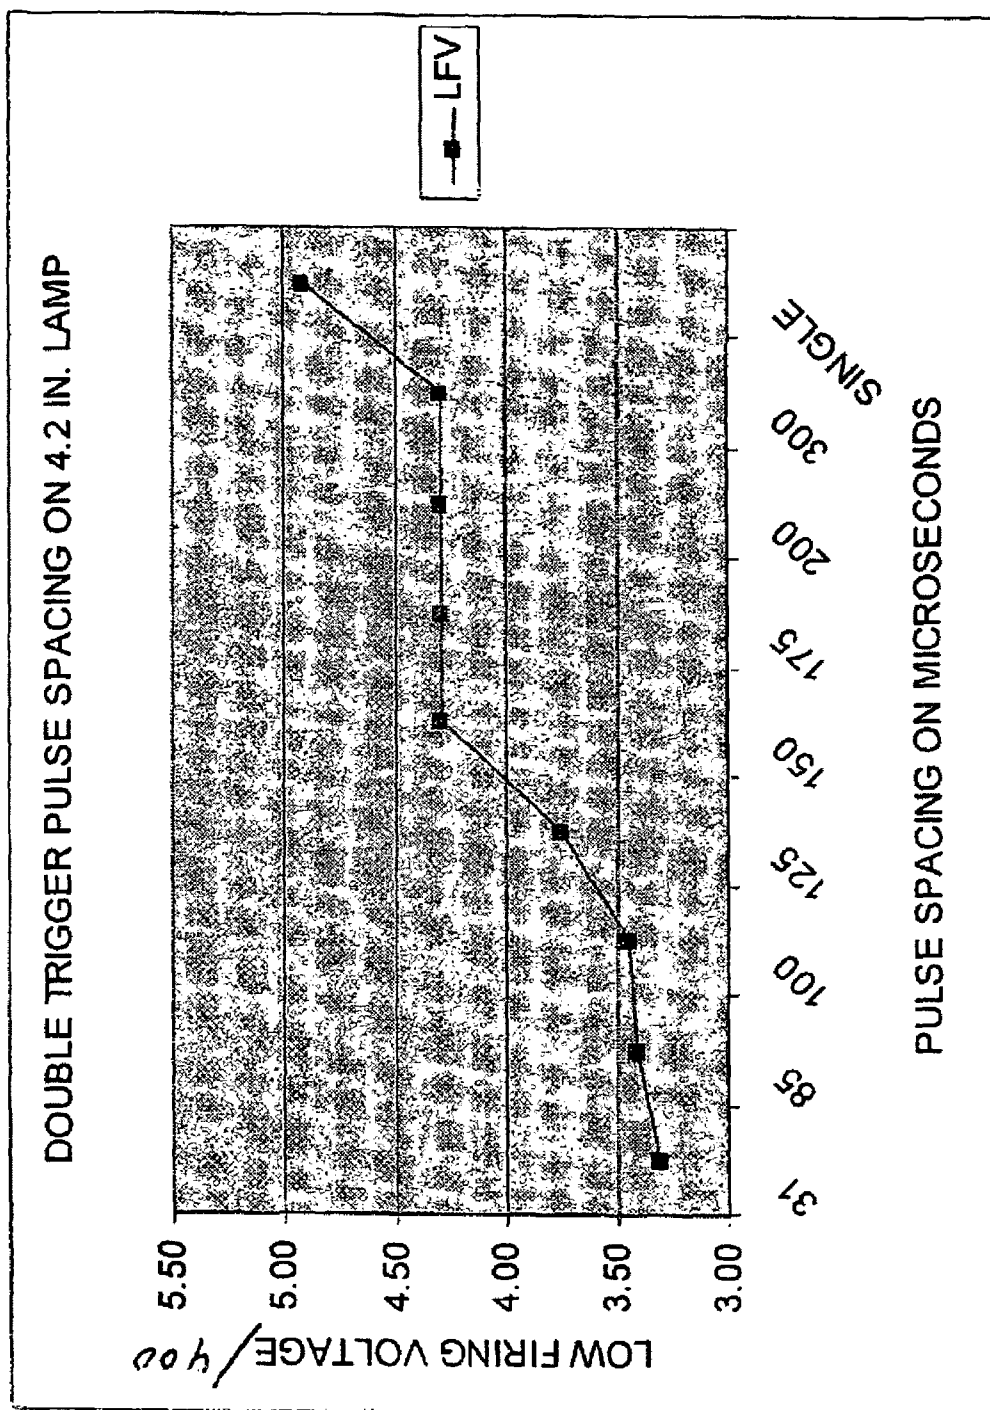 DOUBLE TRIGGER PULSE SPACING ON 4.2 IN. LAMP
LOW FIRING VOLTAGE/400
5.50
5.00
4.50
4.00
3.50
3.00
31
85
100
125
150
175
200
300
SINGLE
PULSE SPACING ON MICROSECONDS
LFV